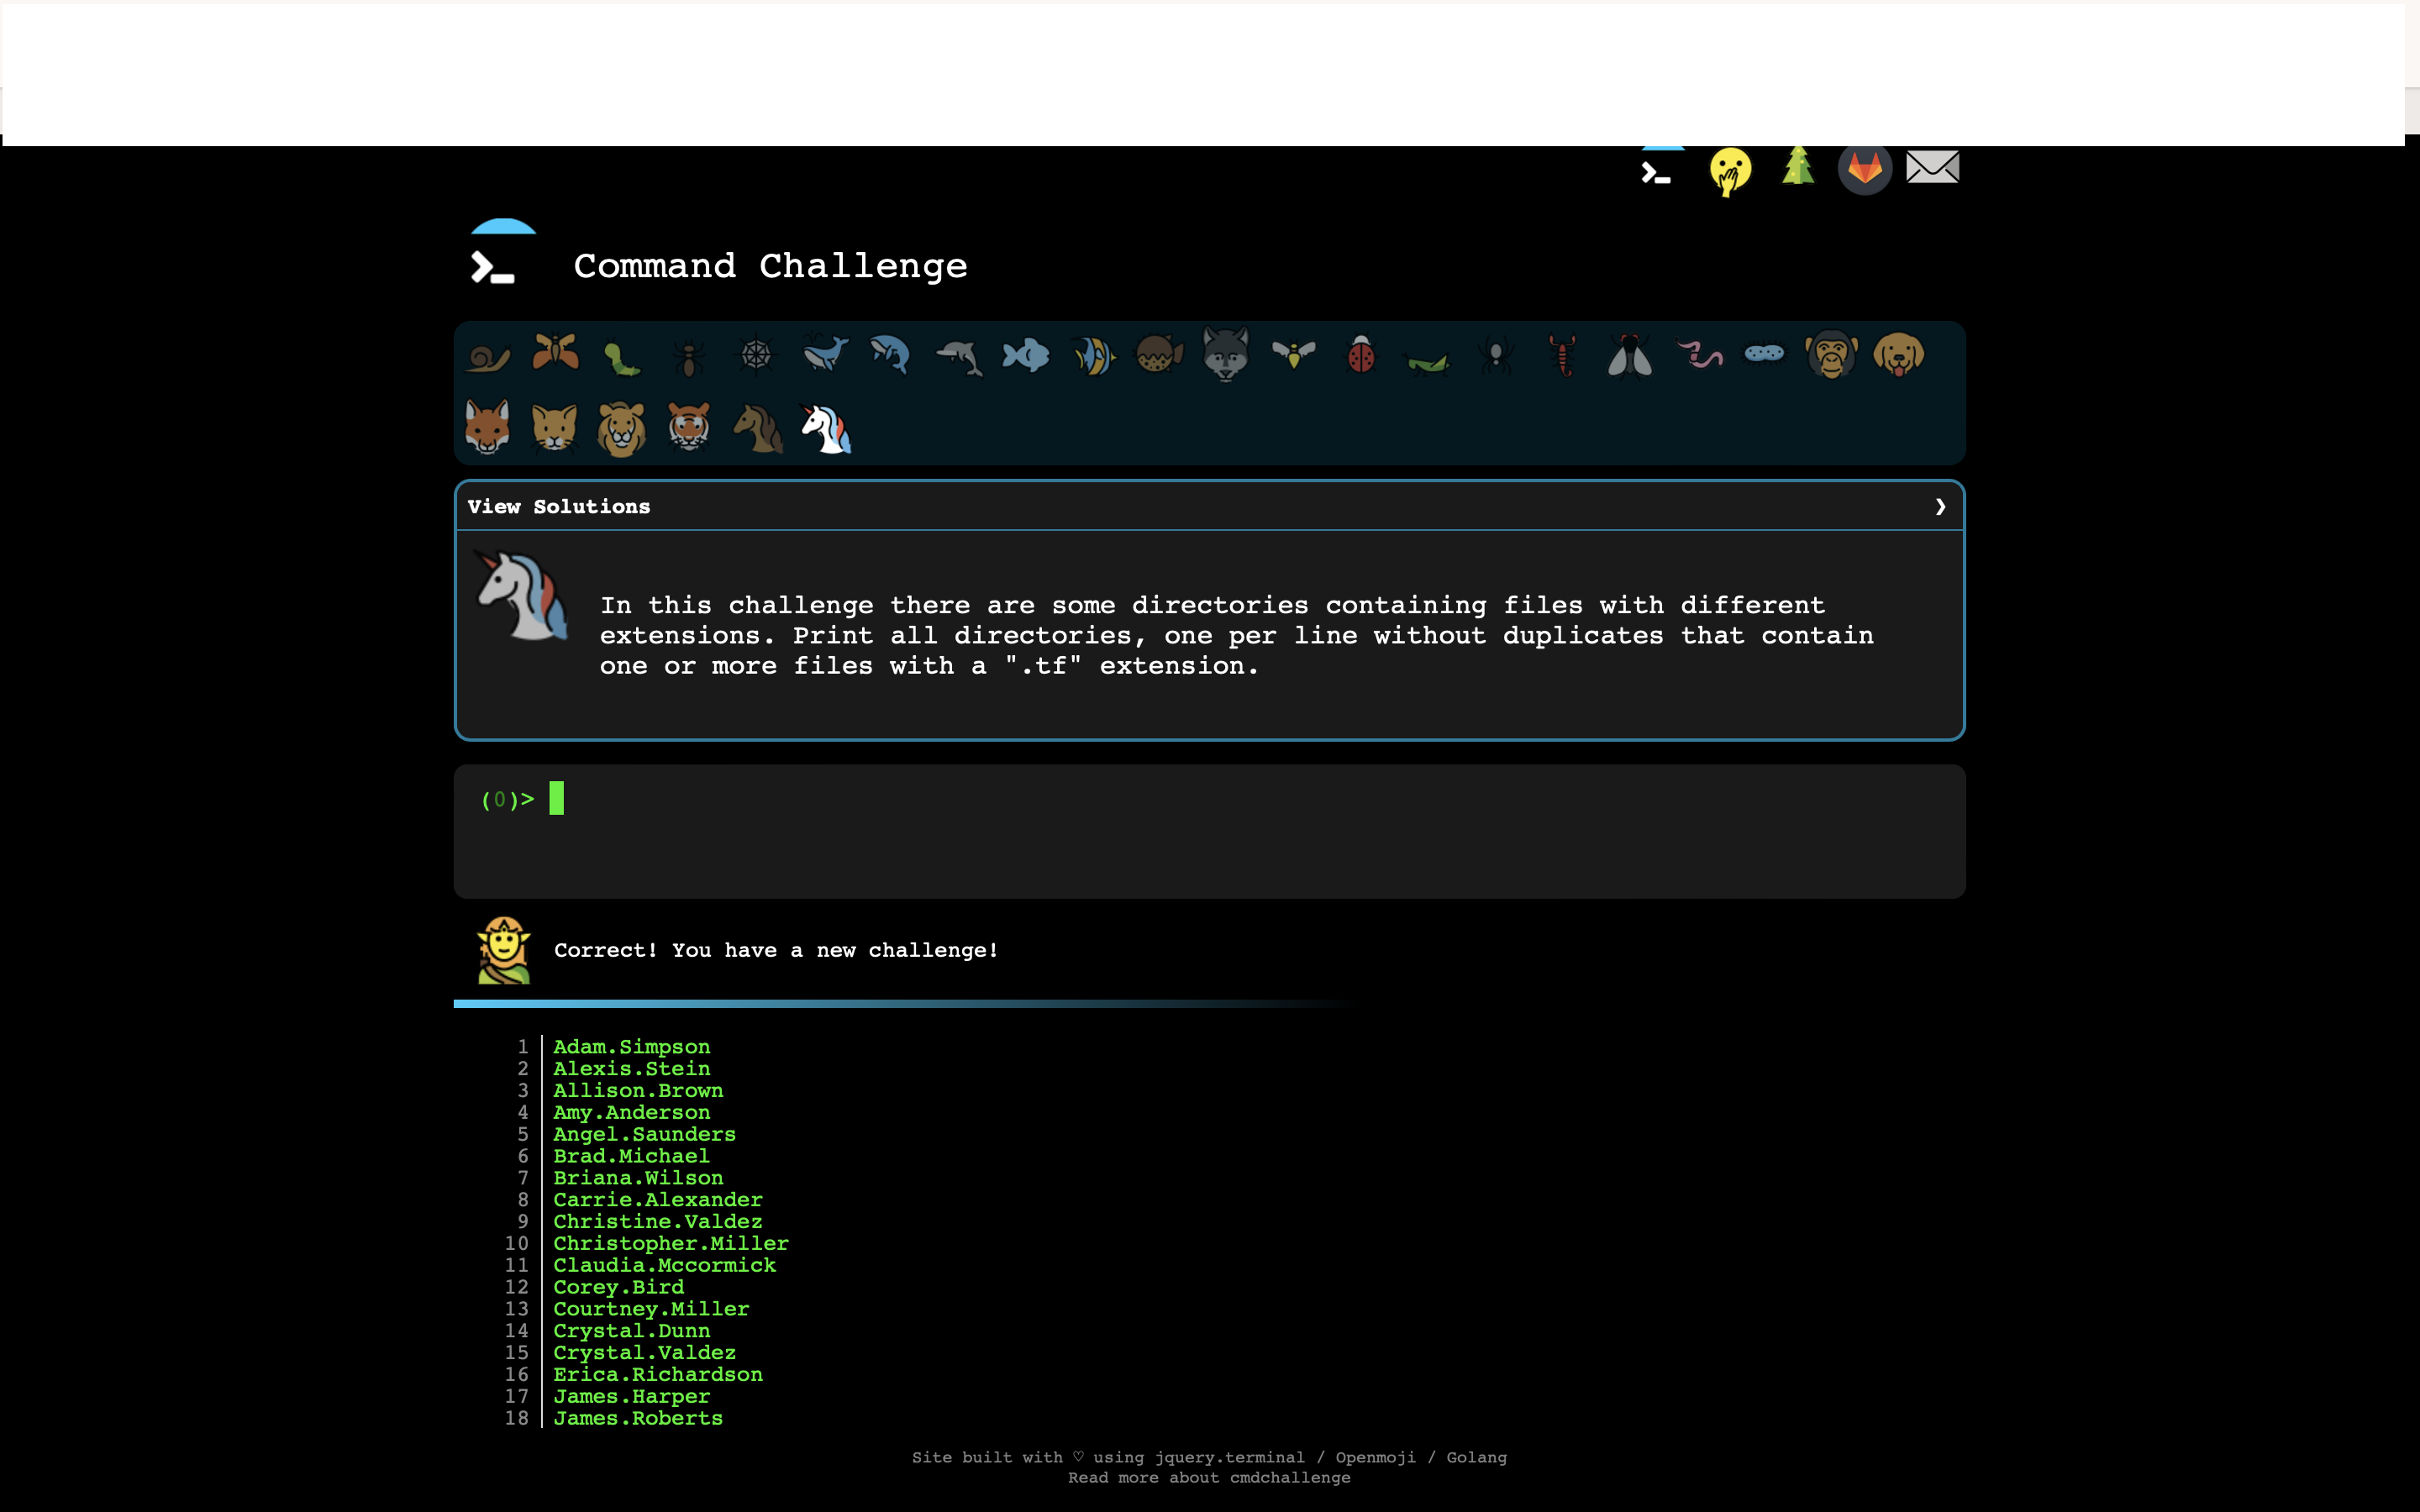 Command Challenge
View Solutions ❯
In this challenge there are some directories containing files with different
extensions. Print all directories, one per line without duplicates that contain
one or more files with a ".tf" extension.
(0)>
Correct! You have a new challenge!
1 Adam.Simpson
2 Alexis.Stein
3 Allison.Brown
4 Amy.Anderson
5 Angel.Saunders
6 Brad.Michael
7 Briana.Wilson
8 Carrie.Alexander
9 Christine.Valdez
10 Christopher.Miller
11 Claudia.Mccormick
12 Corey.Bird
13 Courtney.Miller
14 Crystal.Dunn
15 Crystal.Valdez
16 Erica.Richardson
17 James.Harper
18 James.Roberts
Site built with ♡ using jquery.terminal / Openmoji / Golang
Read more about cmdchallenge